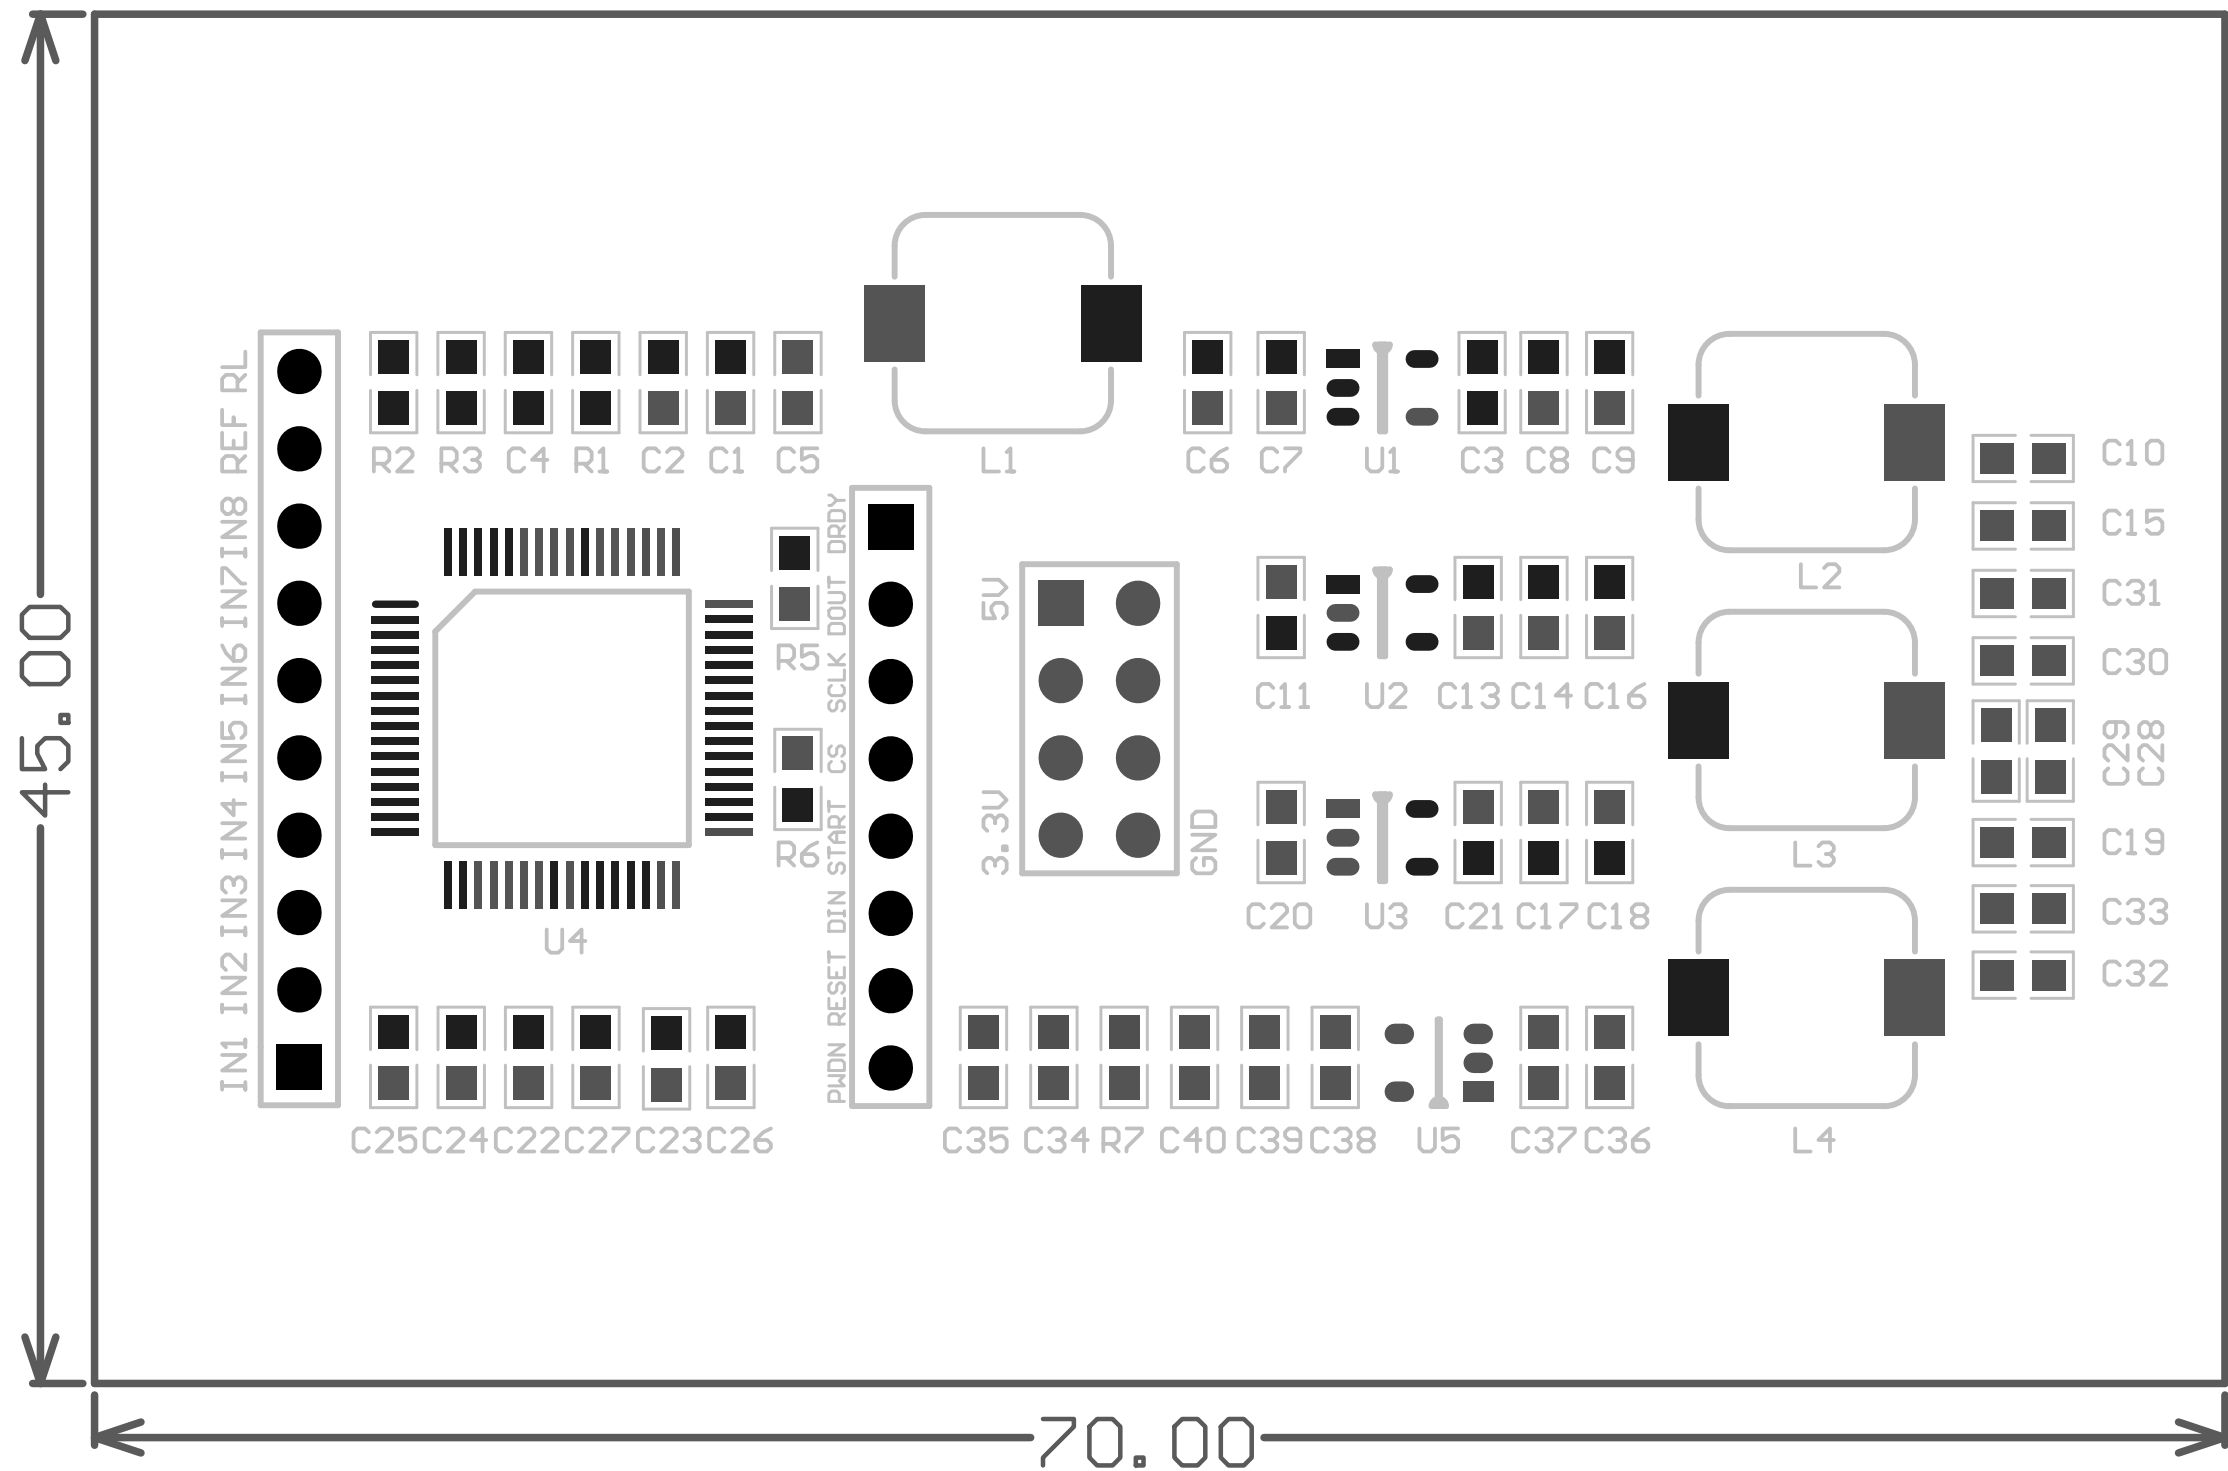 R2 R3 C4 R1 C2 C1 C5 L1 C6 C7 U1 C3 C8 C9
C10
C15
L2
C31
C30
C29
C28
C19
C33
C32
RL
REF
IN8
IN7
IN6
IN5
IN4
IN3
IN2
IN1
R5
R6
U4
DRDY
DOUT
SCLK
CS
START
DIN
RESET
PWDN
5V
3.3V
GND
C11 U2 C13 C14 C16
L3
C20 U3 C21 C17 C18
C25 C24 C22 C27 C23 C26 C35 C34 R7 C40 C39 C38 U5 C37 C36 L4
45.00
70.00